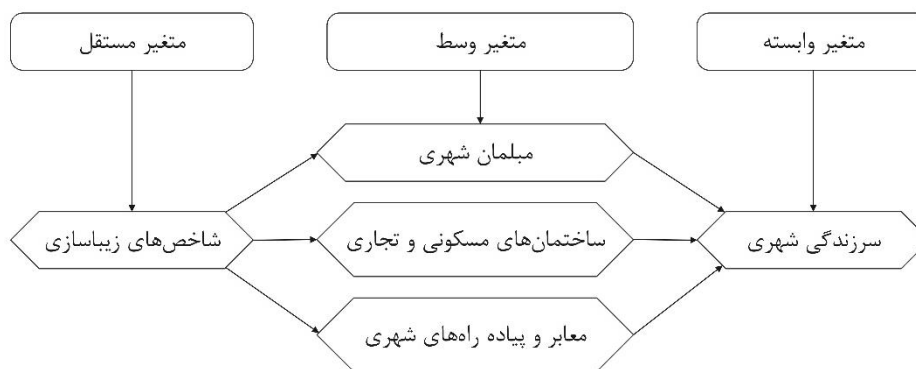 متغیر وابسته
متغیر وسط
متغیر مستقل
مبلمان شهری
سرزندگی شهری
ساختمان‌های مسکونی و تجاری
شاخص‌های زیباسازی
معابر و پیاده راه‌های شهری